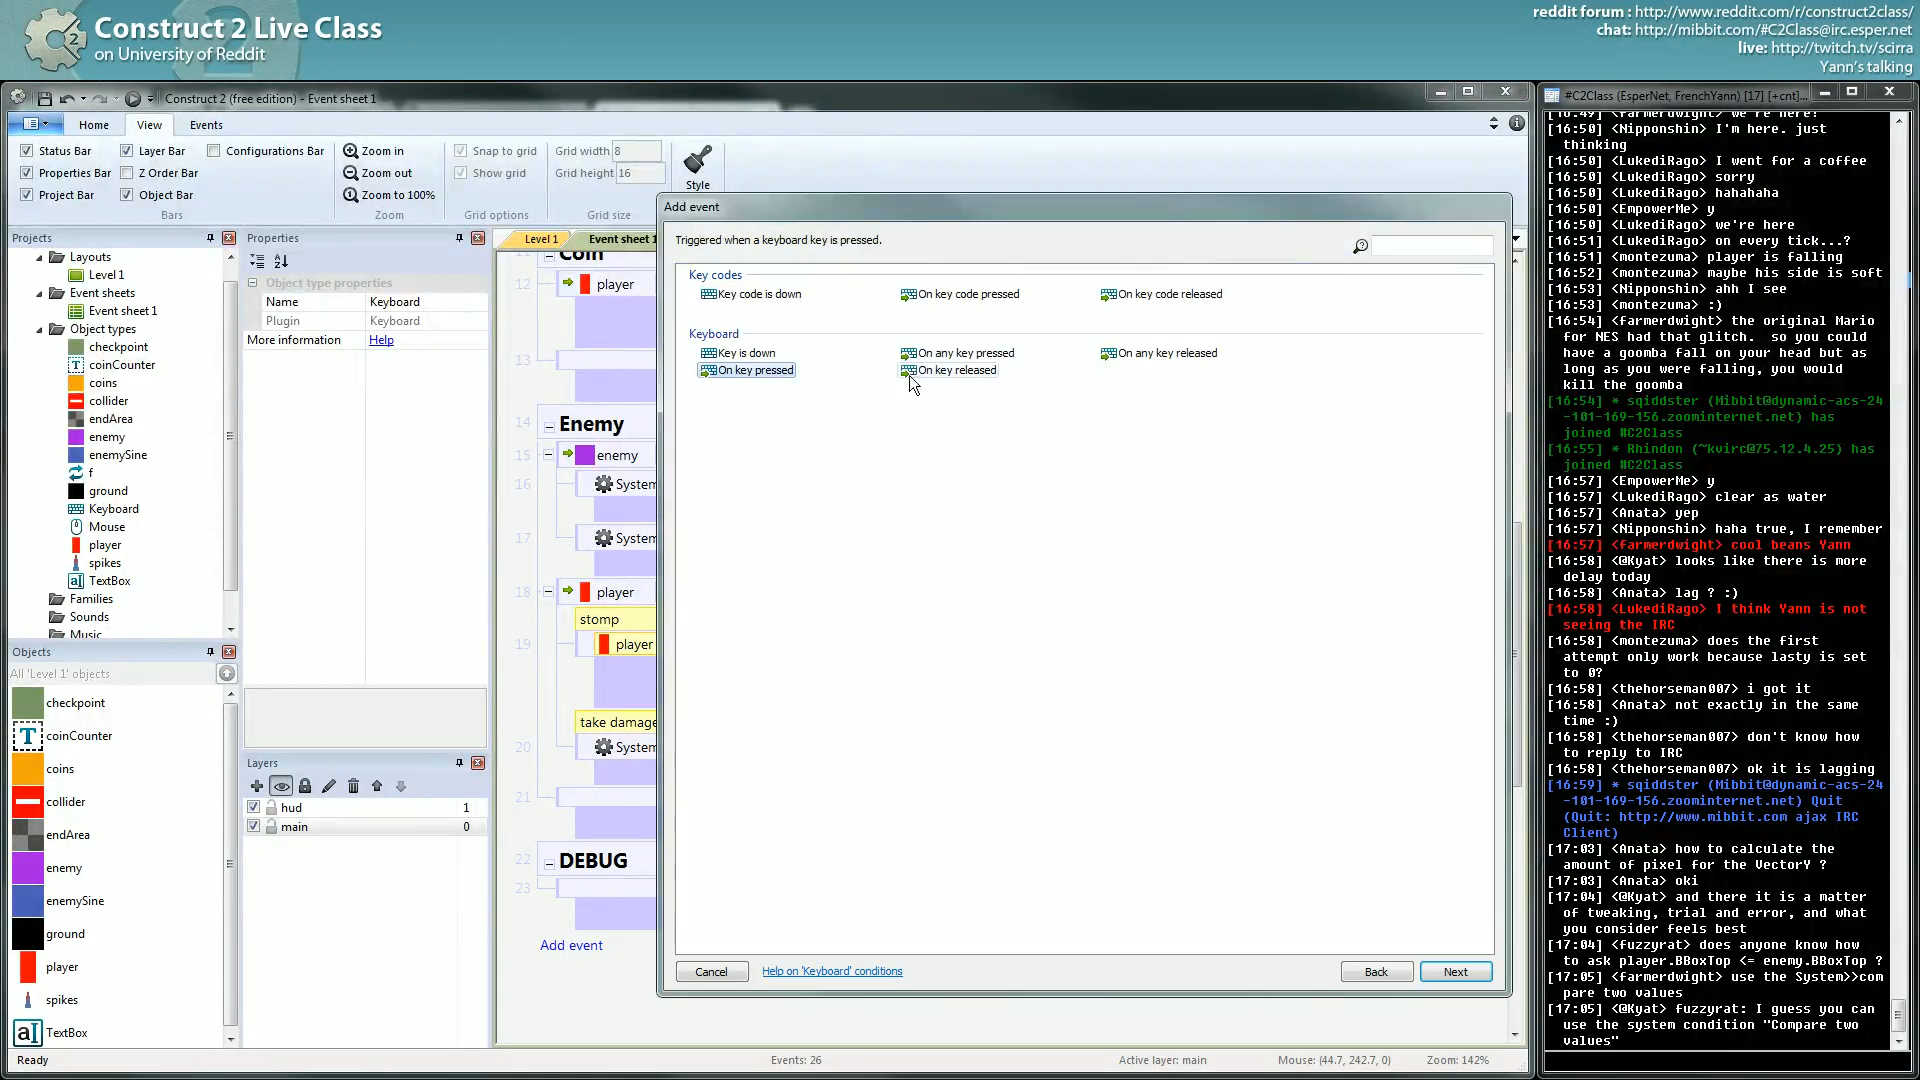 Construct 2 Live Class
on University of Reddit
reddit forum : http://www.reddit.com/r/construct2class/
chat: http://mibbit.com/#C2Class@irc.esper.net
live: http://twitch.tv/scirra
Yann's talking
Construct 2 (free edition) - Event sheet 1
Home
View
Events
Status Bar
Layer Bar
Configurations Bar
Properties Bar
Z Order Bar
Project Bar
Object Bar
Bars
Zoom in
Zoom out
Zoom to 100%
Zoom
Snap to grid
Show grid
Grid options
Grid width 8
Grid height 16
Grid size
Style
Projects
Layouts
Level 1
Event sheets
Event sheet 1
Object types
checkpoint
coinCounter
coins
collider
endArea
enemy
enemySine
f
ground
Keyboard
Mouse
player
spikes
TextBox
Families
Sounds
Music
Properties
Object type properties
Name Keyboard
Plugin Keyboard
More information Help
Objects
All 'Level 1' objects
checkpoint
coinCounter
coins
collider
endArea
enemy
enemySine
ground
player
spikes
TextBox
Layers
hud 1
main 0
Level 1
Event sheet 1
Coin
12 player
13
14 Enemy
15 enemy
16 System
17 System
18 player
stomp
19 player
take damage
20 System
21
22 DEBUG
23
Add event
Add event
Triggered when a keyboard key is pressed.
Key codes
Key code is down
On key code pressed
On key code released
Keyboard
Key is down
On any key pressed
On any key released
On key pressed
On key released
Cancel
Help on 'Keyboard' conditions
Back
Next
Ready
Events: 26
Active layer: main
Mouse: (44.7, 242.7, 0)
Zoom: 142%
#C2Class (EsperNet, FrenchYann) [17] [+cnt]...
[16:49] <farmerdwight> we're here!
[16:50] <Nipponshin> I'm here. just
thinking
[16:50] <LukediRago> I went for a coffee
[16:50] <LukediRago> sorry
[16:50] <LukediRago> hahahaha
[16:50] <EmpowerMe> y
[16:50] <LukediRago> we're here
[16:51] <LukediRago> on every tick...?
[16:51] <montezuma> player is falling
[16:52] <montezuma> maybe his side is soft
[16:53] <Nipponshin> ahh I see
[16:53] <montezuma> :)
[16:54] <farmerdwight> the original Mario
for NES had that glitch.  so you could
have a goomba fall on your head but as
long as you were falling, you would
kill the goomba
[16:54] * sqiddster (Mibbit@dynamic-acs-24
-101-169-156.zoominternet.net) has
joined #C2Class
[16:55] * Rhindon (~kvirc@75.12.4.25) has
joined #C2Class
[16:57] <EmpowerMe> y
[16:57] <LukediRago> clear as water
[16:57] <Anata> yep
[16:57] <Nipponshin> haha true, I remember
[16:57] <farmerdwight> cool beans Yann
[16:58] <@Kyat> looks like there is more
delay today
[16:58] <Anata> lag ? :)
[16:58] <LukediRago> I think Yann is not
seeing the IRC
[16:58] <montezuma> does the first
attempt only work because lasty is set
to 0?
[16:58] <thehorseman007> i got it
[16:58] <Anata> not exactly in the same
time :)
[16:58] <thehorseman007> don't know how
to reply to IRC
[16:58] <thehorseman007> ok it is lagging
[16:59] * sqiddster (Mibbit@dynamic-acs-24
-101-169-156.zoominternet.net) Quit
(Quit: http://www.mibbit.com ajax IRC
Client)
[17:03] <Anata> how to calculate the
amount of pixel for the VectorY ?
[17:03] <Anata> oki
[17:04] <@Kyat> and there it is a matter
of tweaking, trial and error, and what
you consider feels best
[17:04] <fuzzyrat> does anyone know how
to ask player.BBoxTop <= enemy.BBoxTop ?
[17:05] <farmerdwight> use the System>>com
pare two values
[17:05] <@Kyat> fuzzyrat: I guess you can
use the system condition "Compare two
values"